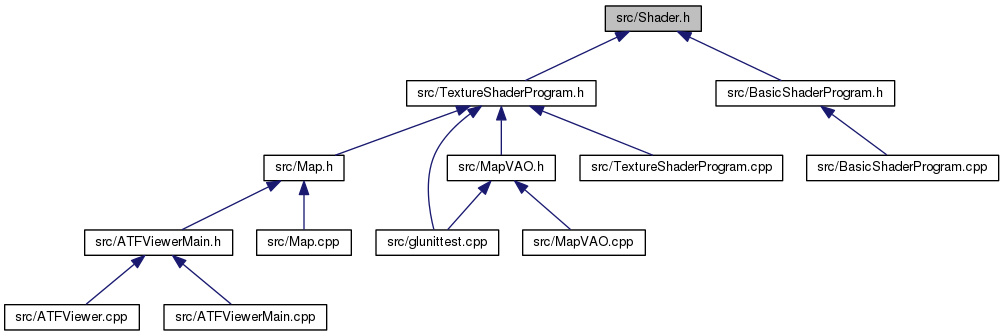 src/Shader.h
src/TextureShaderProgram.h
src/BasicShaderProgram.h
src/Map.h
src/MapVAO.h
src/TextureShaderProgram.cpp
src/BasicShaderProgram.cpp
src/ATFViewerMain.h
src/Map.cpp
src/glunittest.cpp
src/MapVAO.cpp
src/ATFViewer.cpp
src/ATFViewerMain.cpp